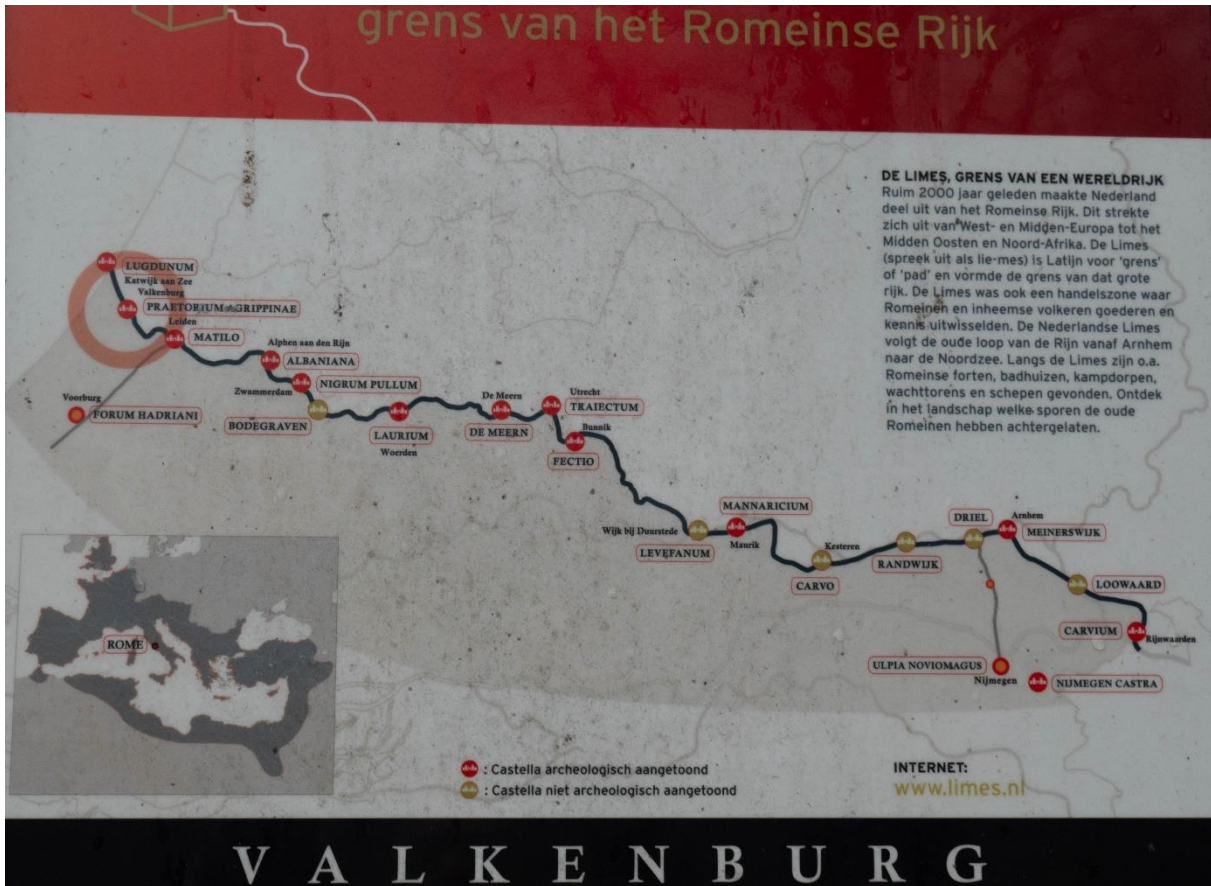 grens van het Romeinse Rijk
DE LIMES, GRENS VAN EEN WERELDRIJK
Ruim 2000 jaar geleden maakte Nederland
deel uit van het Romeinse Rijk. Dit strekte
zich uit van West- en Midden-Europa tot het
Midden Oosten en Noord-Afrika. De Limes
(spreek uit als lie-mes) is Latijn voor 'grens'
of 'pad' en vormde de grens van dat grote
rijk. De Limes was ook een handelszone waar
Romeinen en inheemse volkeren goederen en
kennis uitwisselden. De Nederlandse Limes
volgt de oude loop van de Rijn vanaf Arnhem
naar de Noordzee. Langs de Limes zijn o.a.
Romeinse forten, badhuizen, kampdorpen,
wachttorens en schepen gevonden. Ontdek
in het landschap welke sporen de oude
Romeinen hebben achtergelaten.
LUGDUNUM
Katwijk aan Zee
Valkenburg
PRAETORIUM AGRIPPINAE
Leiden
MATILO
Alphen aan den Rijn
ALBANIANA
NIGRUM PULLUM
Zwammerdam
Voorburg
FORUM HADRIANI
BODEGRAVEN
LAURIUM
Woerden
De Meern
DE MEERN
Utrecht
TRAIECTUM
Bunnik
FECTIO
Wijk bij Duurstede
LEVEFANUM
MANNARICIUM
Maurik
Kesteren
CARVO
RANDWIJK
DRIEL
Arnhem
MEINERSWIJK
LOOWAARD
CARVIUM
Rijnwaarden
ULPIA NOVIOMAGUS
Nijmegen
NIJMEGEN CASTRA
ROME
: Castella archeologisch aangetoond
: Castella niet archeologisch aangetoond
INTERNET:
www.limes.nl
VALKENBURG